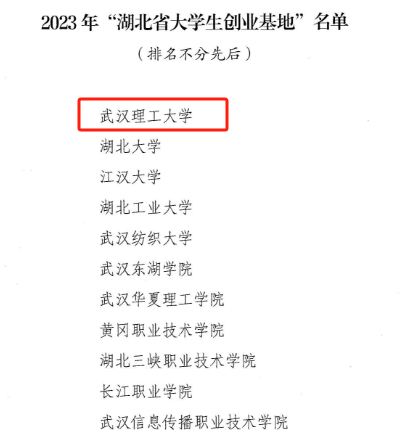 2023年“湖北省大学生创业基地”名单
（排名不分先后）
武汉理工大学
湖北大学
江汉大学
湖北工业大学
武汉纺织大学
武汉东湖学院
武汉华夏理工学院
黄冈职业技术学院
湖北三峡职业技术学院
长江职业学院
武汉信息传播职业技术学院